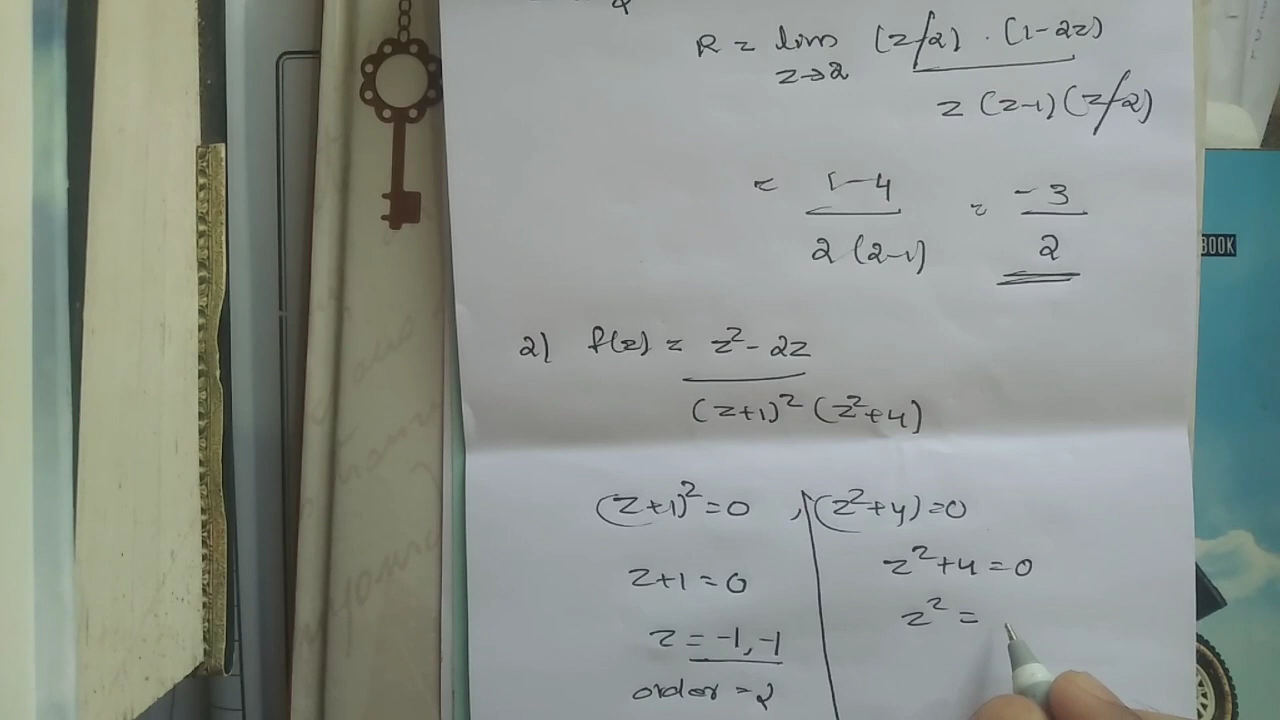 R = lim (z-2) . (1-2z)
z→2
z (z-1) (z-2)
= 1-4 = -3
2 (2-1) 2
BOOK
2) f(z) = z²- 2z
(z+1)² (z²+4)
(z+1)²=0 , (z²+4)=0
z+1=0 z²+4=0
z = -1, -1 z² =
order = 2